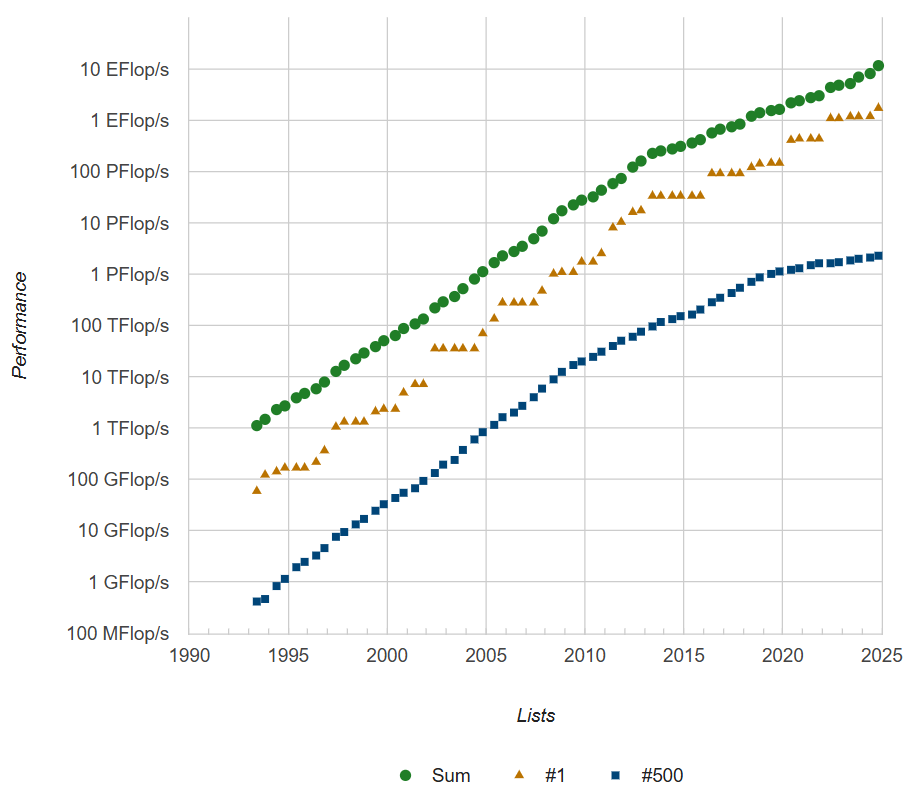 10 EFlop/s
1 EFlop/s
100 PFlop/s
10 PFlop/s
1 PFlop/s
100 TFlop/s
10 TFlop/s
1 TFlop/s
100 GFlop/s
10 GFlop/s
1 GFlop/s
100 MFlop/s
Performance
1990 1995 2000 2005 2010 2015 2020 2025
Lists
Sum #1 #500